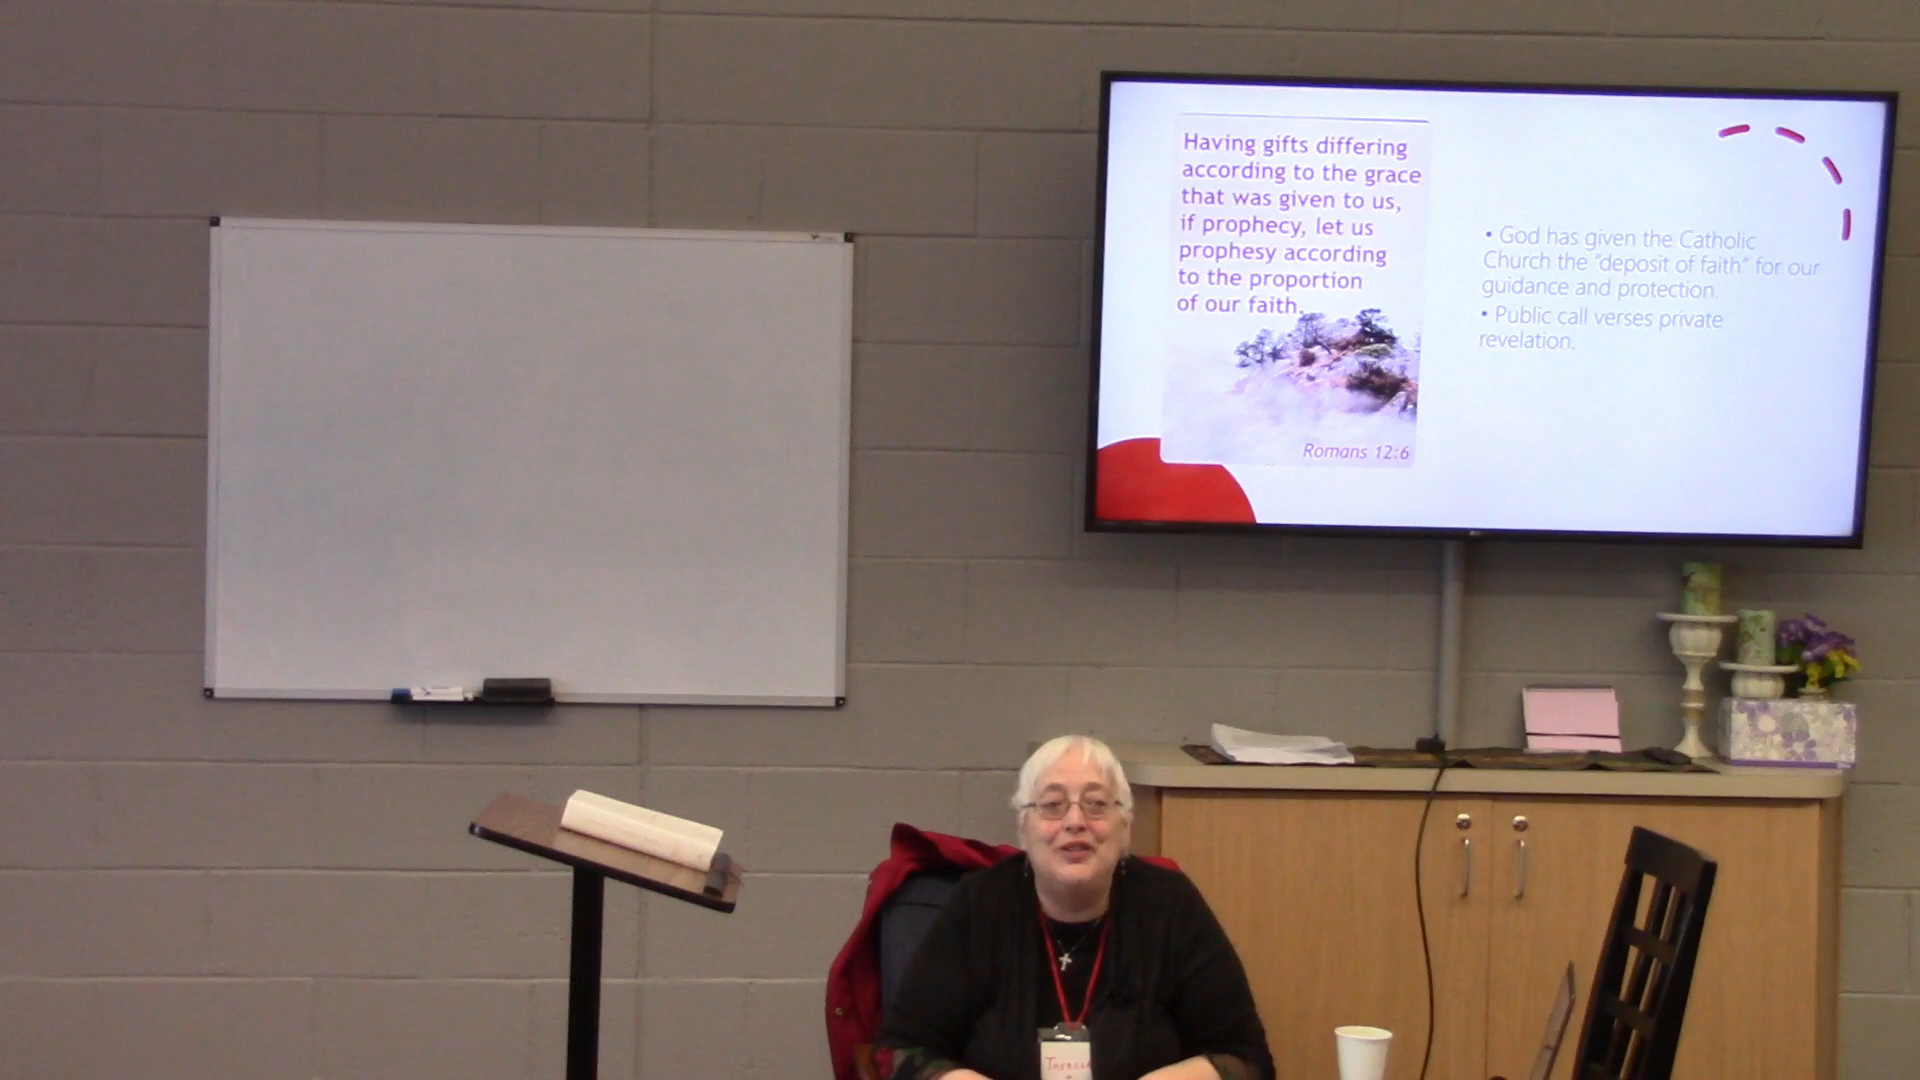 Having gifts differing
according to the grace
that was given to us,
if prophecy, let us
prophesy according
to the proportion
of our faith.
Romans 12:6
• God has given the Catholic
Church the "deposit of faith" for our
guidance and protection.
• Public call verses private
revelation.